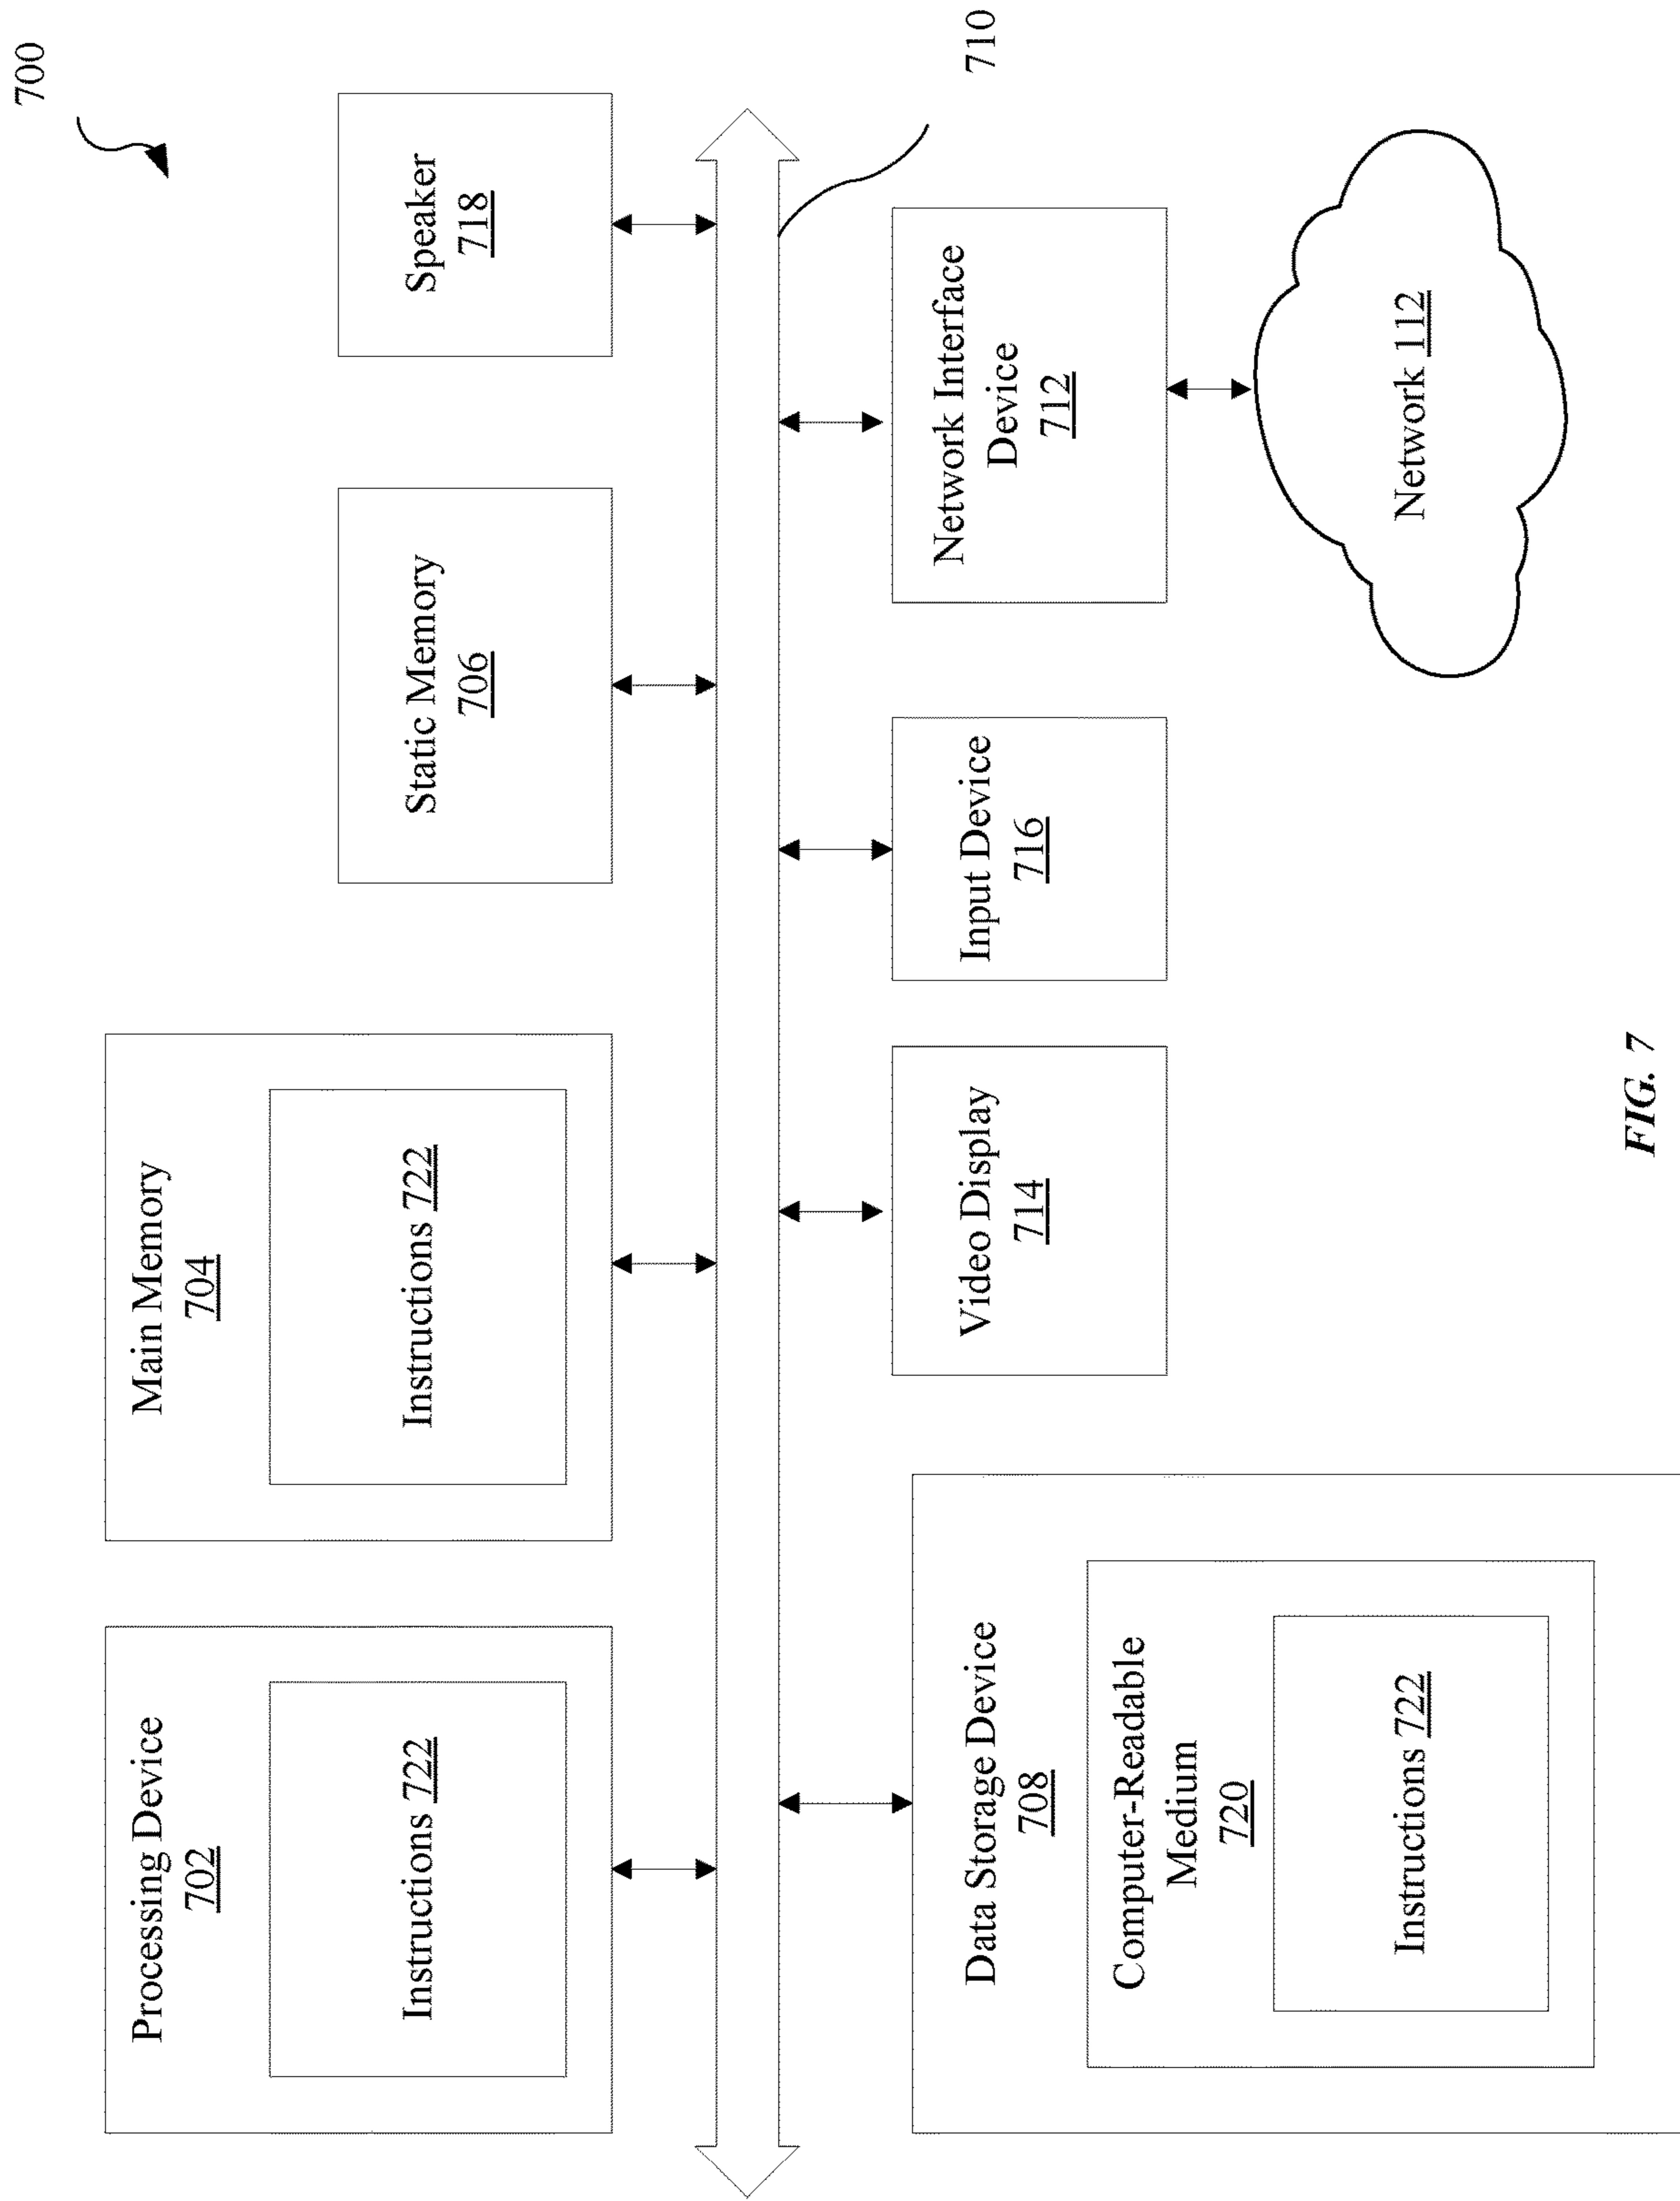 700
Processing Device
702
Instructions 722
Main Memory
704
Instructions 722
Static Memory
706
Speaker
718
710
Data Storage Device
708
Computer-Readable
Medium
720
Instructions 722
Video Display
714
Input Device
716
Network Interface
Device
712
Network 112
FIG. 7